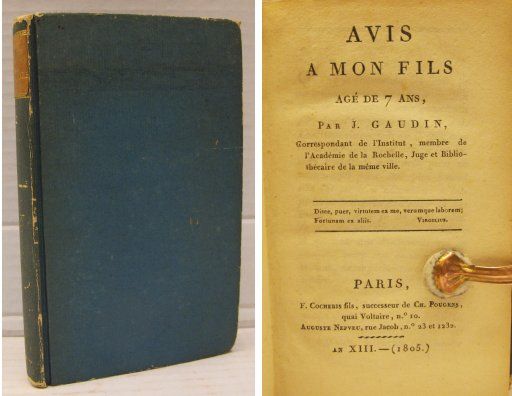 AVIS
A MON FILS
AGÉ DE 7 ANS,
PAR J. GAUDIN,
Correspondant de l'Institut, membre de
l'Académie de la Rochelle, Juge et Biblio-
thécaire de la même ville.
Disce, puer, virtutem ex me, verumque laborem;
Fortunam ex aliis. VIRGILIUS.
PARIS,
F. COCHERIS fils, successeur de CH. POUGENS,
quai Voltaire, n.° 10.
AUGUSTE NEPVEU, rue Jacob, n.° 23 et 1232.
AN XIII.—(1805.)